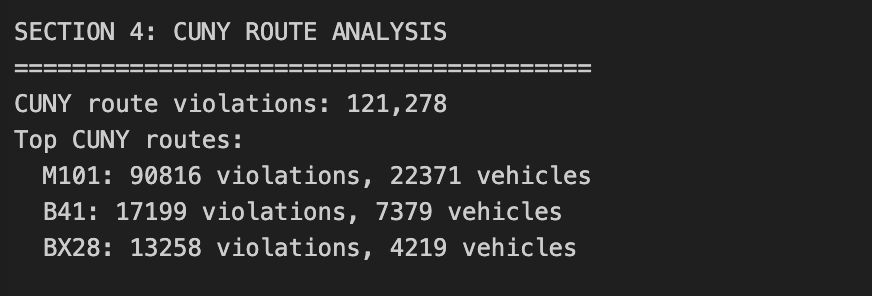 SECTION 4: CUNY ROUTE ANALYSIS
========================================
CUNY route violations: 121,278
Top CUNY routes:
  M101: 90816 violations, 22371 vehicles
  B41: 17199 violations, 7379 vehicles
  BX28: 13258 violations, 4219 vehicles